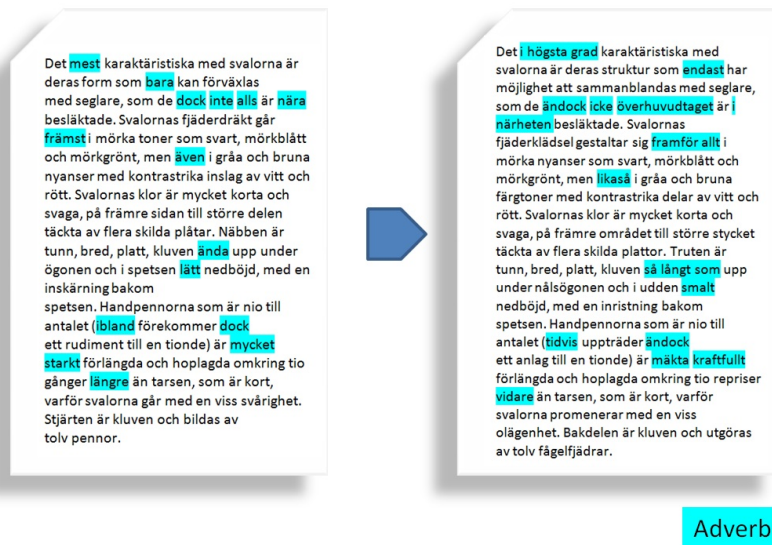 Det mest karaktäristiska med svalorna är
deras form som bara kan förväxlas
med seglare, som de dock inte alls är nära
besläktade. Svalornas fjäderdräkt går
främst i mörka toner som svart, mörkblått
och mörkgrönt, men även i gråa och bruna
nyanser med kontrastrika inslag av vitt och
rött. Svalornas klor är mycket korta och
svaga, på främre sidan till större delen
täckta av flera skilda plåtar. Näbben är
tunn, bred, platt, kluven ända upp under
ögonen och i spetsen lätt nedböjd, med en
inskärning bakom
spetsen. Handpennorna som är nio till
antalet (ibland förekommer dock
ett rudiment till en tionde) är mycket
starkt förlängda och hoplagda omkring tio
gånger längre än tarsen, som är kort,
varför svalorna går med en viss svårighet.
Stjärten är kluven och bildas av
tolv pennor.
Det i högsta grad karaktäristiska med
svalorna är deras struktur som endast har
möjlighet att sammanblandas med seglare,
som de ändock icke överhuvudtaget är i
närheten besläktade. Svalornas
fjäderklädsel gestaltar sig framför allt i
mörka nyanser som svart, mörkblått och
mörkgrönt, men likaså i gråa och bruna
färgtoner med kontrastrika delar av vitt och
rött. Svalornas klor är mycket korta och
svaga, på främre området till större stycket
täckta av flera skilda plattor. Truten är
tunn, bred, platt, kluven så långt som upp
under nålsögonen och i udden smalt
nedböjd, med en inristning bakom
spetsen. Handpennorna som är nio till
antalet (tidvis uppträder ändock
ett anlag till en tionde) är mäkta kraftfullt
förlängda och hoplagda omkring tio repriser
vidare än tarsen, som är kort, varför
svalorna promenerar med en viss
olägenhet. Bakdelen är kluven och utgöras
av tolv fågelfjädrar.
Adverb